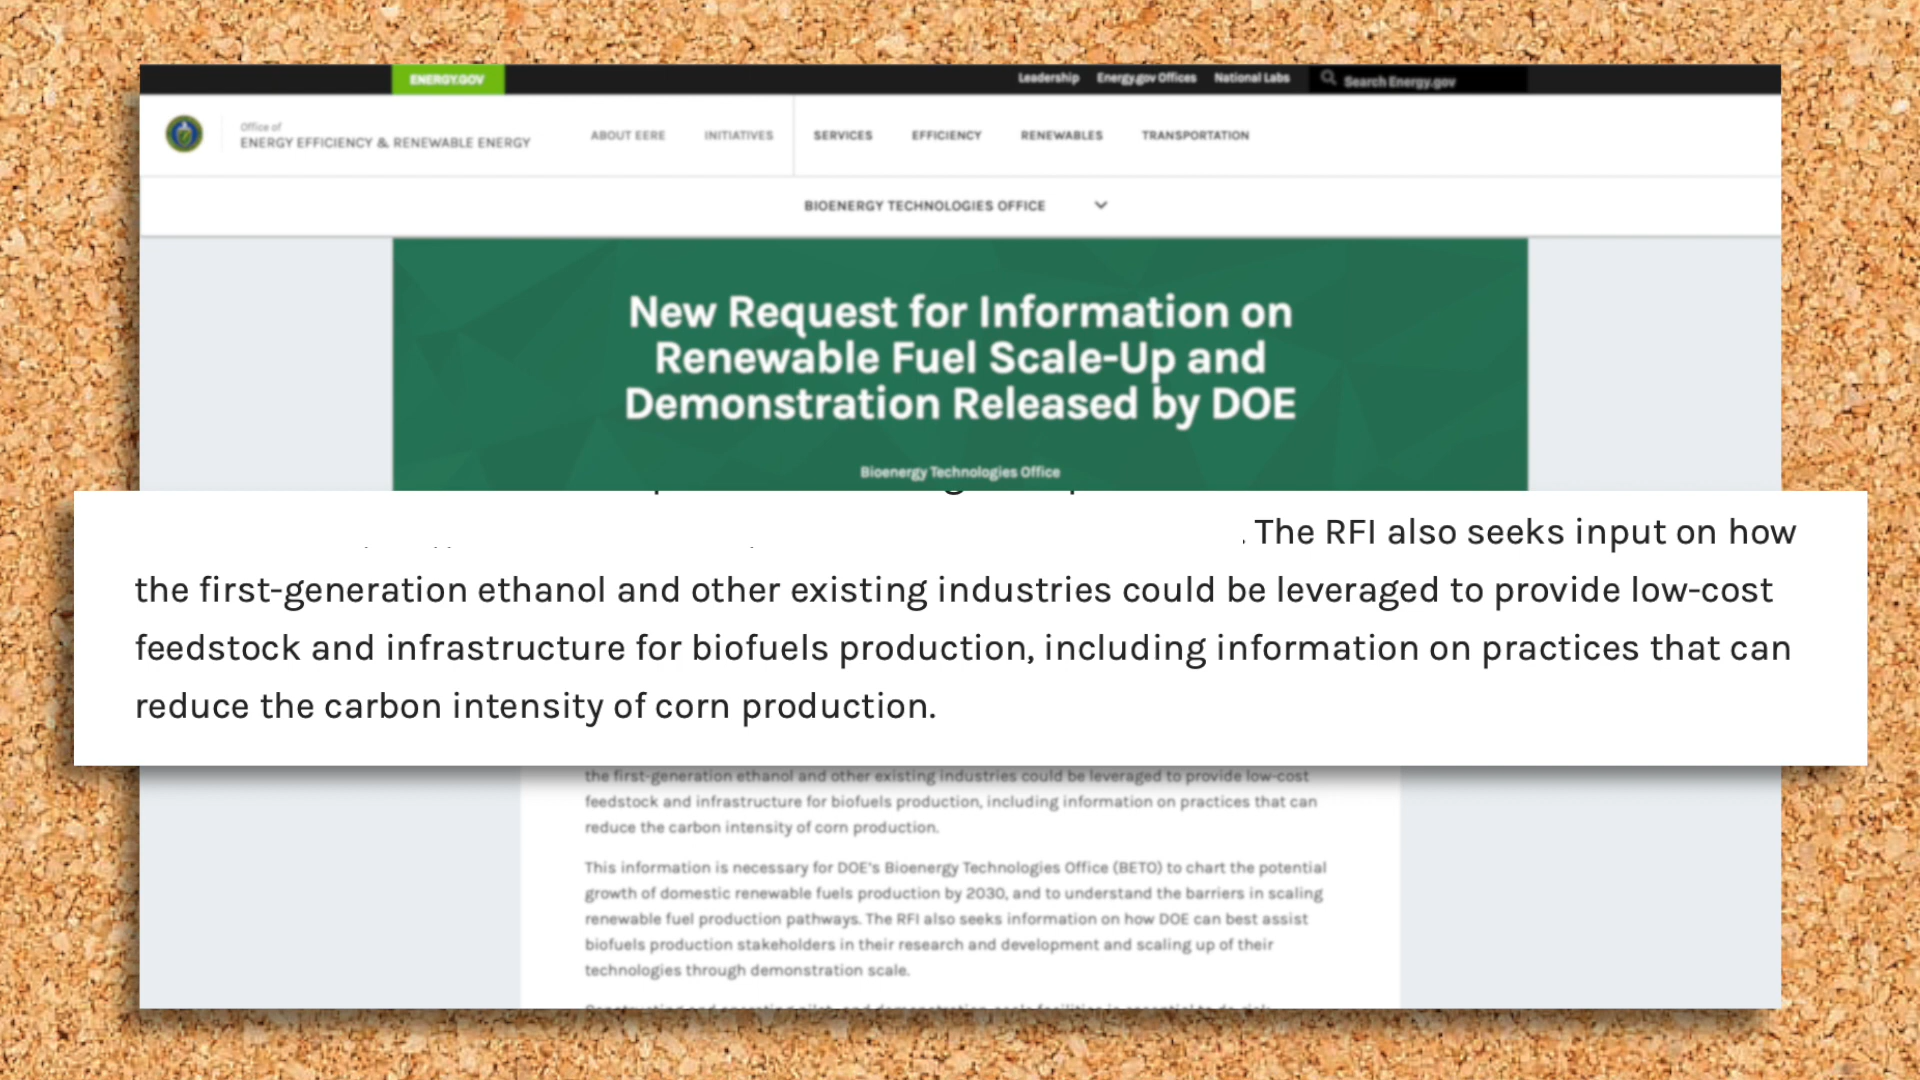 ENERGY.GOV
Leadership Energy.gov Offices National Labs Search Energy.gov
Office of
ENERGY EFFICIENCY & RENEWABLE ENERGY
ABOUT EERE INITIATIVES SERVICES EFFICIENCY RENEWABLES TRANSPORTATION
BIOENERGY TECHNOLOGIES OFFICE
New Request for Information on
Renewable Fuel Scale-Up and
Demonstration Released by DOE
Bioenergy Technologies Office
. The RFI also seeks input on how
the first-generation ethanol and other existing industries could be leveraged to provide low-cost
feedstock and infrastructure for biofuels production, including information on practices that can
reduce the carbon intensity of corn production.
the first-generation ethanol and other existing industries could be leveraged to provide low-cost
feedstock and infrastructure for biofuels production, including information on practices that can
reduce the carbon intensity of corn production.
This information is necessary for DOE's Bioenergy Technologies Office (BETO) to chart the potential
growth of domestic renewable fuels production by 2030, and to understand the barriers in scaling
renewable fuel production pathways. The RFI also seeks information on how DOE can best assist
biofuels production stakeholders in their research and development and scaling up of their
technologies through demonstration scale.